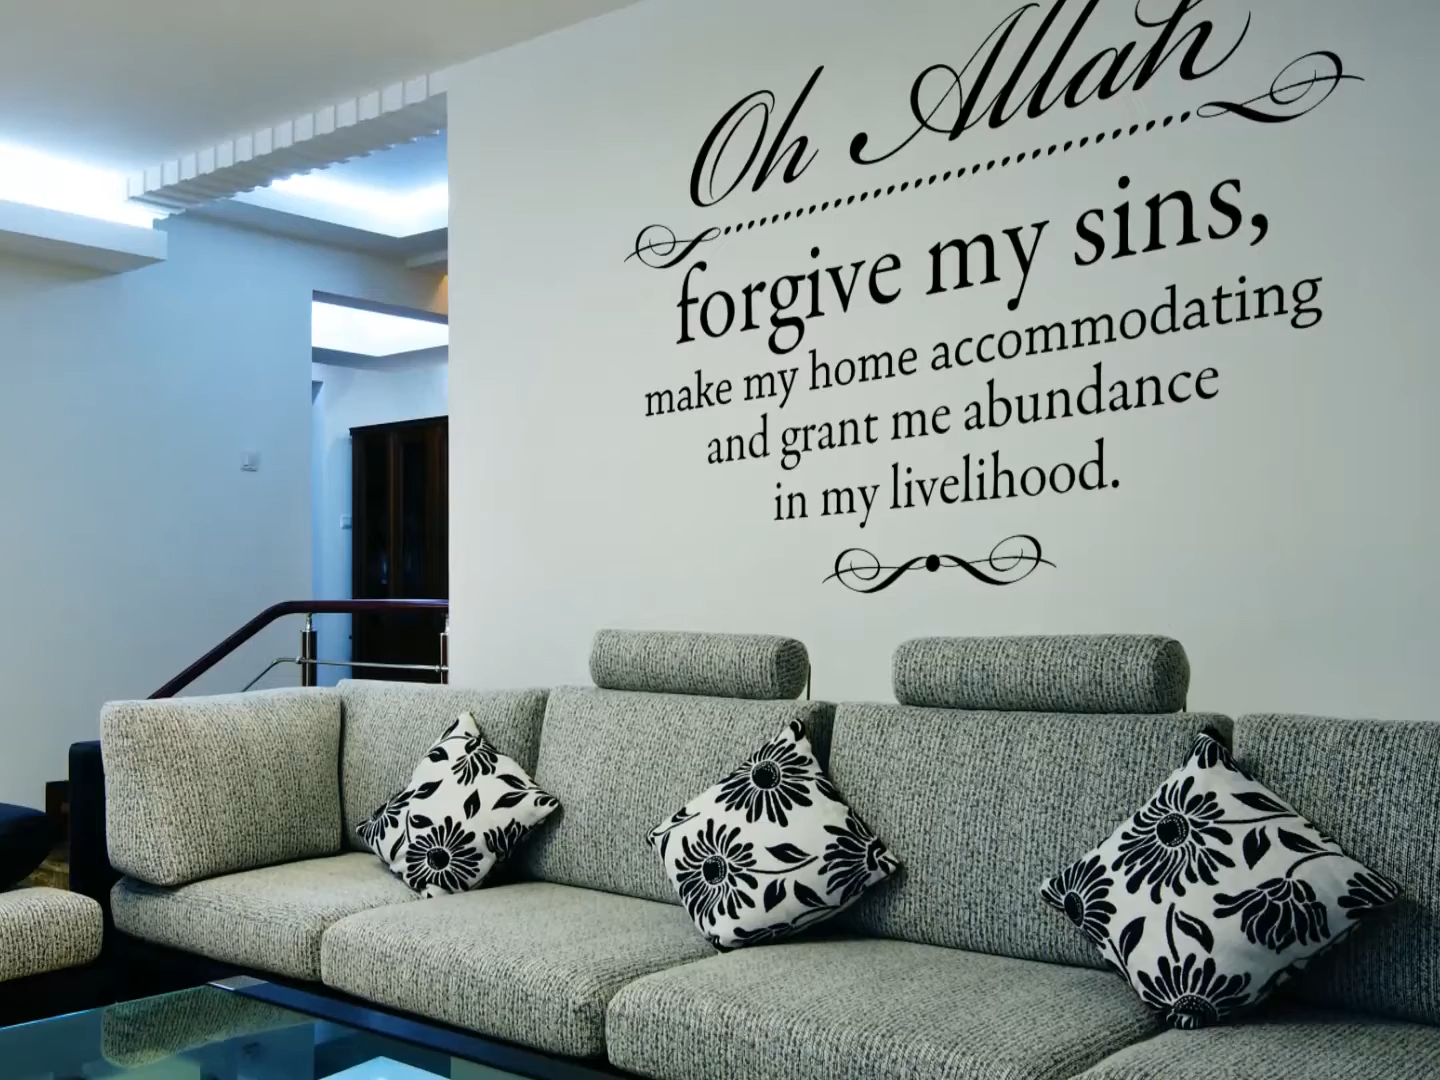 Oh Allah
forgive my sins,
make my home accommodating
and grant me abundance
in my livelihood.